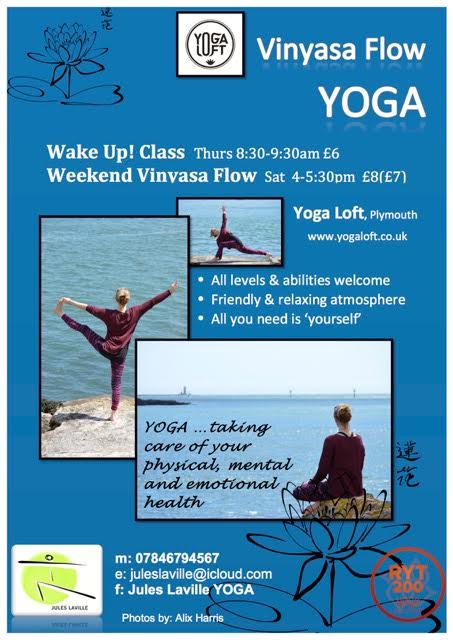 蓮花
YOGA
LOFT
Vinyasa Flow
YOGA
Wake Up! Class Thurs 8:30-9:30am £6
Weekend Vinyasa Flow Sat 4-5:30pm £8(£7)
Yoga Loft, Plymouth
www.yogaloft.co.uk
• All levels & abilities welcome
• Friendly & relaxing atmosphere
• All you need is ‘yourself’
YOGA ...taking
care of your
physical, mental
and emotional
health
蓮花
m: 07846794567
e: juleslaville@icloud.com
f: Jules Laville YOGA
Photos by: Alix Harris
JULES LAVILLE
RYT
200